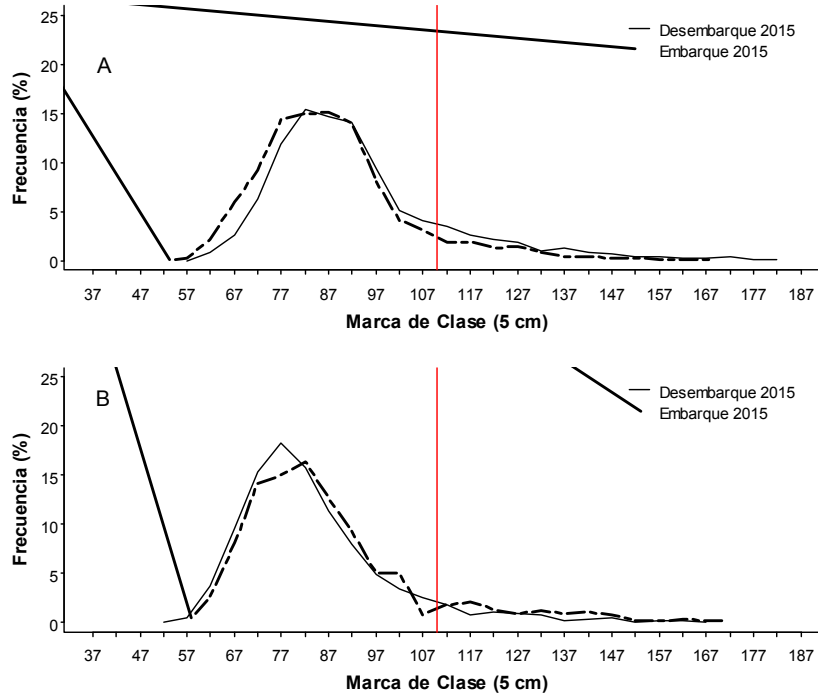 25
Desembarque 2015
Embarque 2015
A
20
15
10
5
0
Frecuencia (%)
37 47 57 67 77 87 97 107 117 127 137 147 157 167 177 187
Marca de Clase (5 cm)
25
Desembarque 2015
Embarque 2015
B
20
15
10
5
0
Frecuencia (%)
37 47 57 67 77 87 97 107 117 127 137 147 157 167 177 187
Marca de Clase (5 cm)